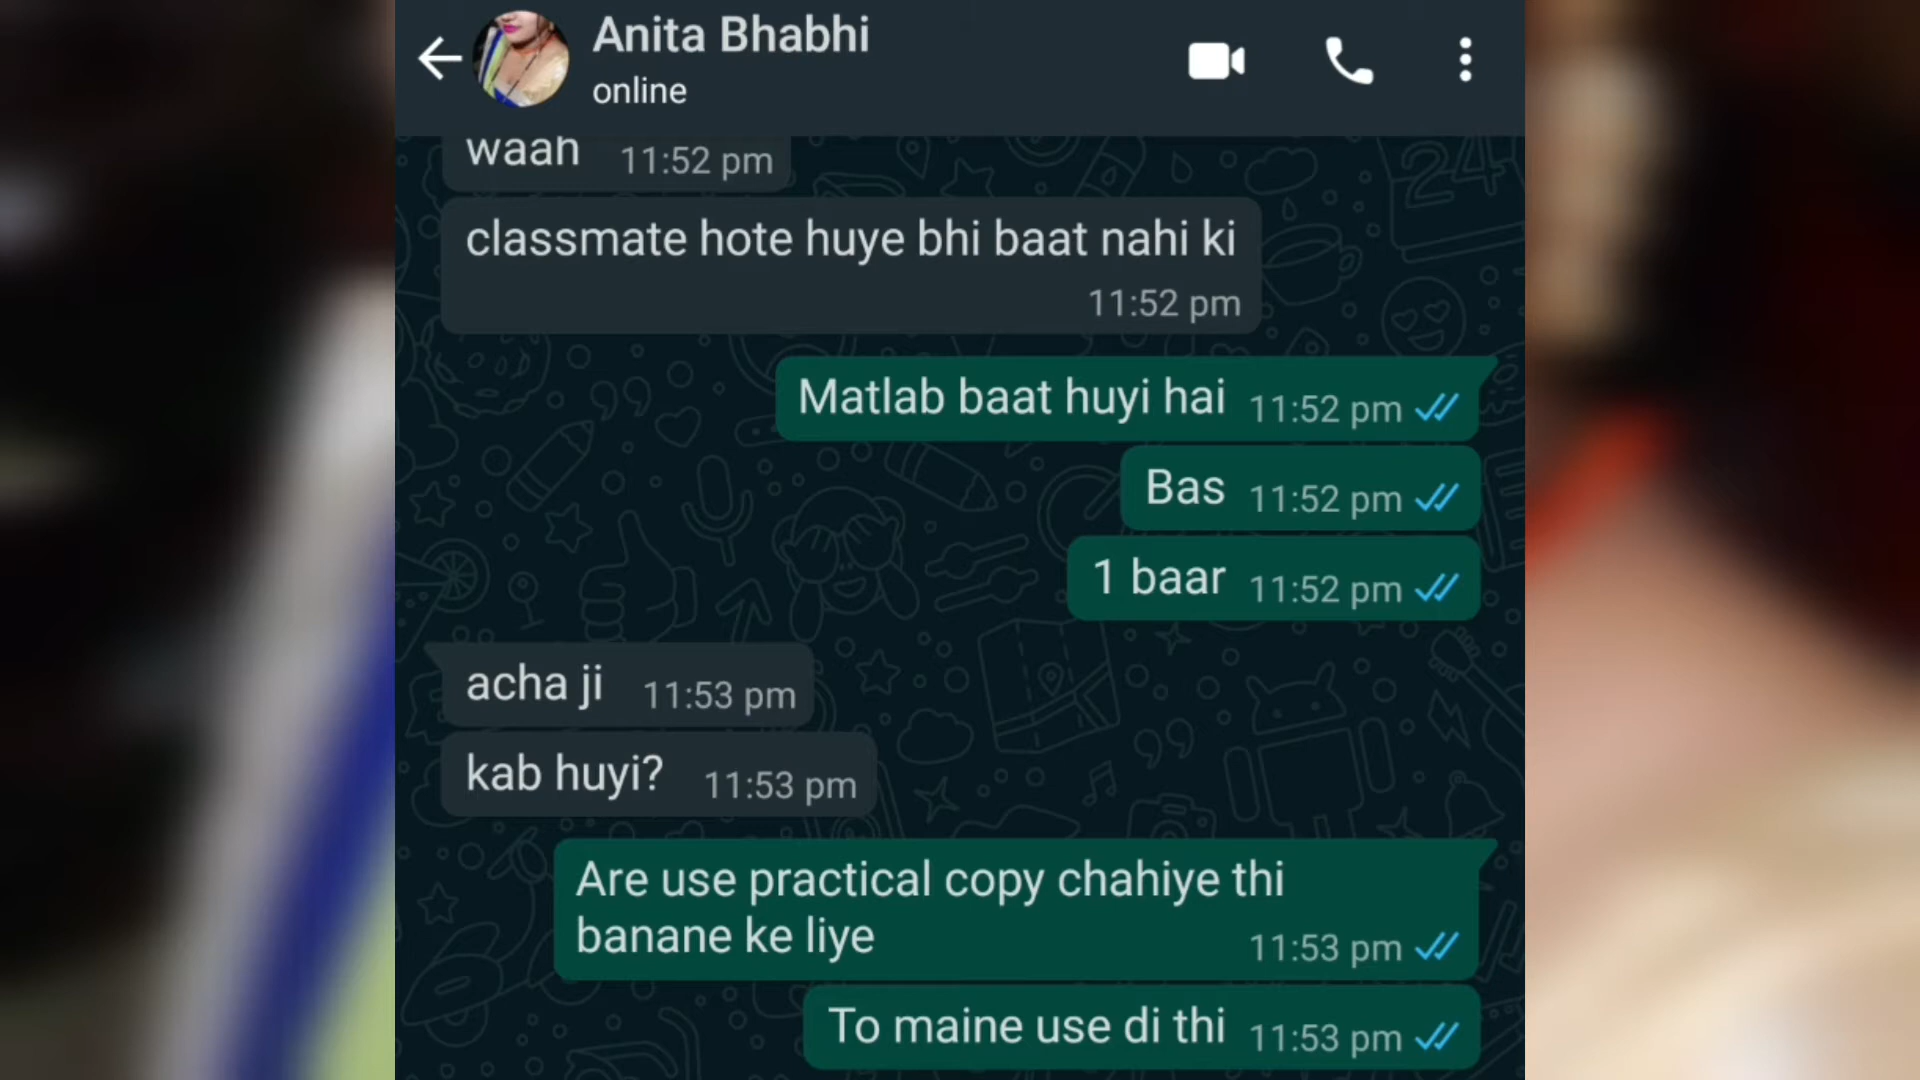 Anita Bhabhi
online
waah 11:52 pm
classmate hote huye bhi baat nahi ki
11:52 pm
Matlab baat huyi hai 11:52 pm
Bas 11:52 pm
1 baar 11:52 pm
acha ji 11:53 pm
kab huyi? 11:53 pm
Are use practical copy chahiye thi
banane ke liye 11:53 pm
To maine use di thi 11:53 pm